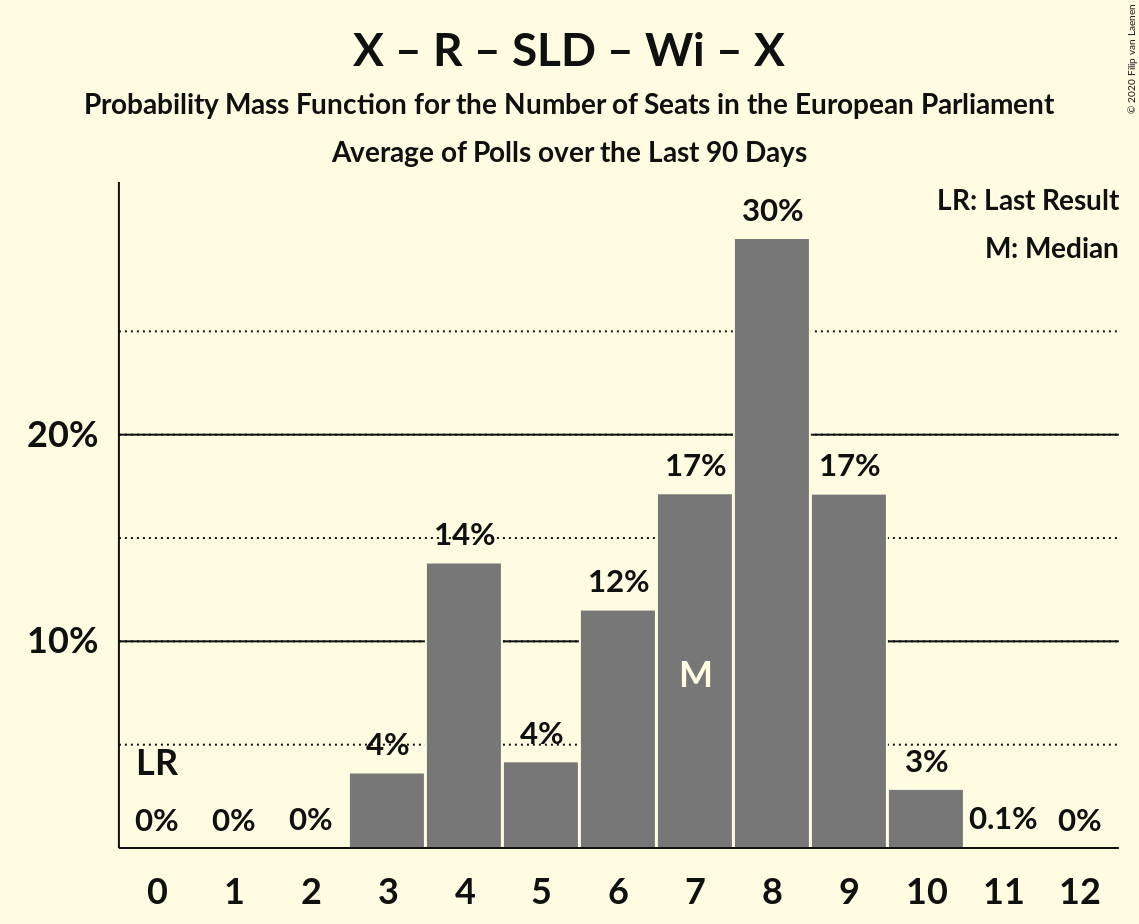 X – R – SLD – Wi – X
Probability Mass Function for the Number of Seats in the European Parliament
Average of Polls over the Last 90 Days
© 2020 Filip van Laenen
LR: Last Result
M: Median
30%
20%
17% 17%
14%
12%
10%
M
4% 4%
LR 3%
0% 0% 0% 0.1% 0%
0 1 2 3 4 5 6 7 8 9 10 11 12